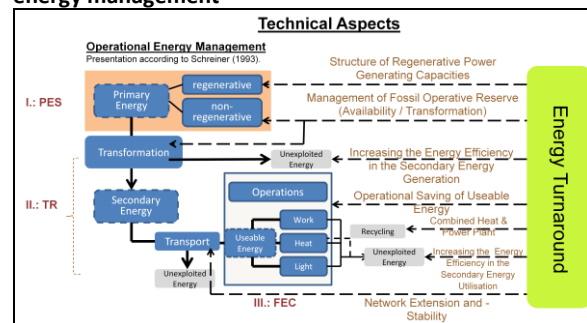 energy management
Technical Aspects
Operational Energy Management
Presentation according to Schreiner (1993).
I.: PES
Primary
Energy
regenerative
non-
regenerative
Structure of Regenerative Power
Generating Capacities
Management of Fossil Operative Reserve
(Availability / Transformation)
Transformation
Unexploited
Energy
Increasing the Energy Efficiency
in the Secondary Energy
Generation
II.: TR
Secondary
Energy
Operations
Operational Saving of Useable
Energy
Transport
Useable
Energy
Work
Heat
Light
Recycling
Combined Heat &
Power Plant
Unexploited
Energy
Increasing the Energy
Efficiency in the
Secondary Energy
Utilisation
Unexploited
Energy
III.: FEC
Network Extension and -
Stability
Energy Turnaround